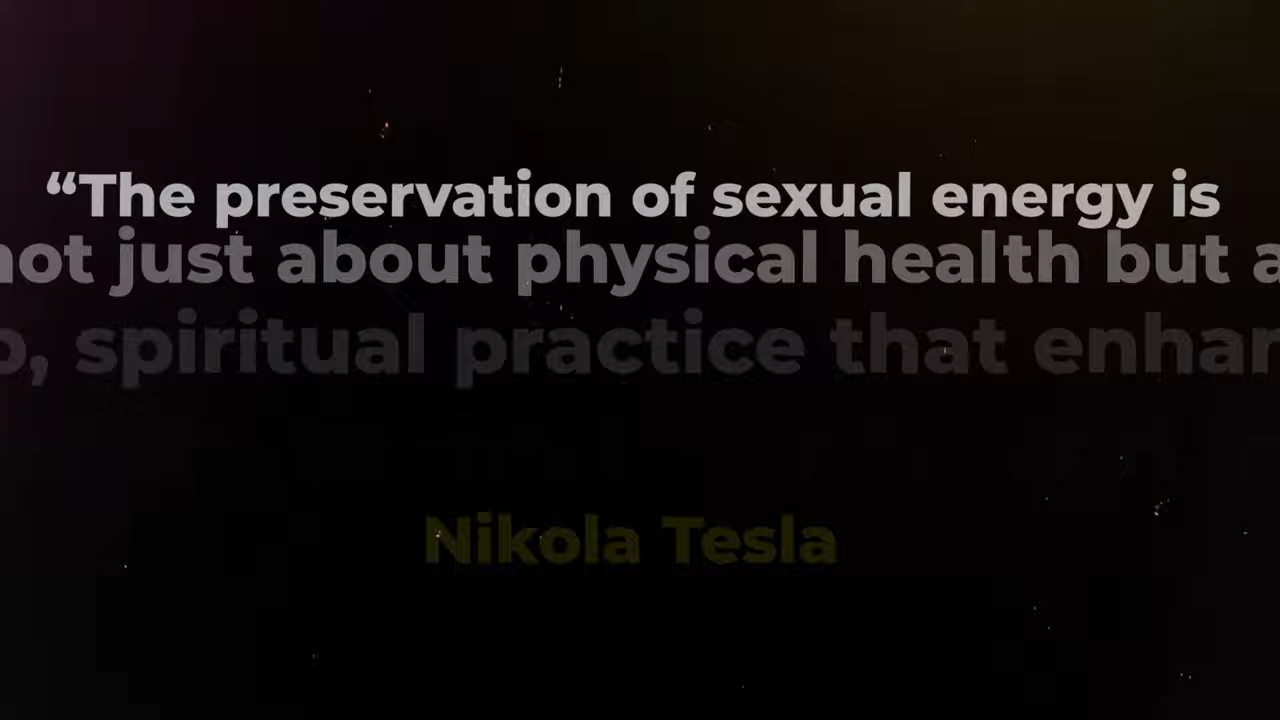 “The preservation of sexual energy is
not just about physical health but a
o, spiritual practice that enhan
Nikola Tesla